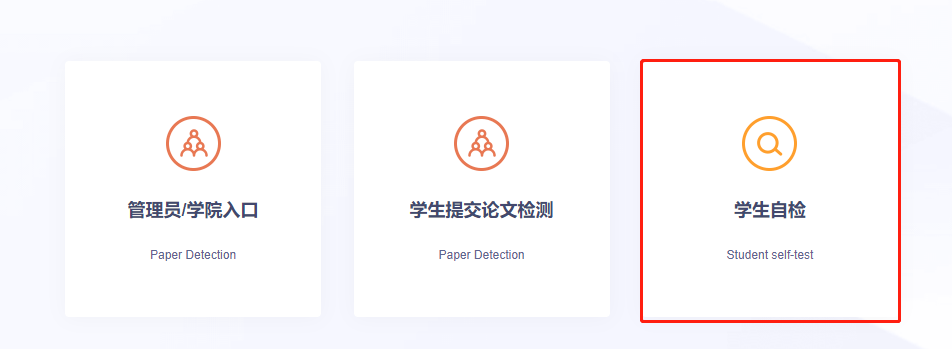 管理员/学院入口
Paper Detection
学生提交论文检测
Paper Detection
学生自检
Student self-test